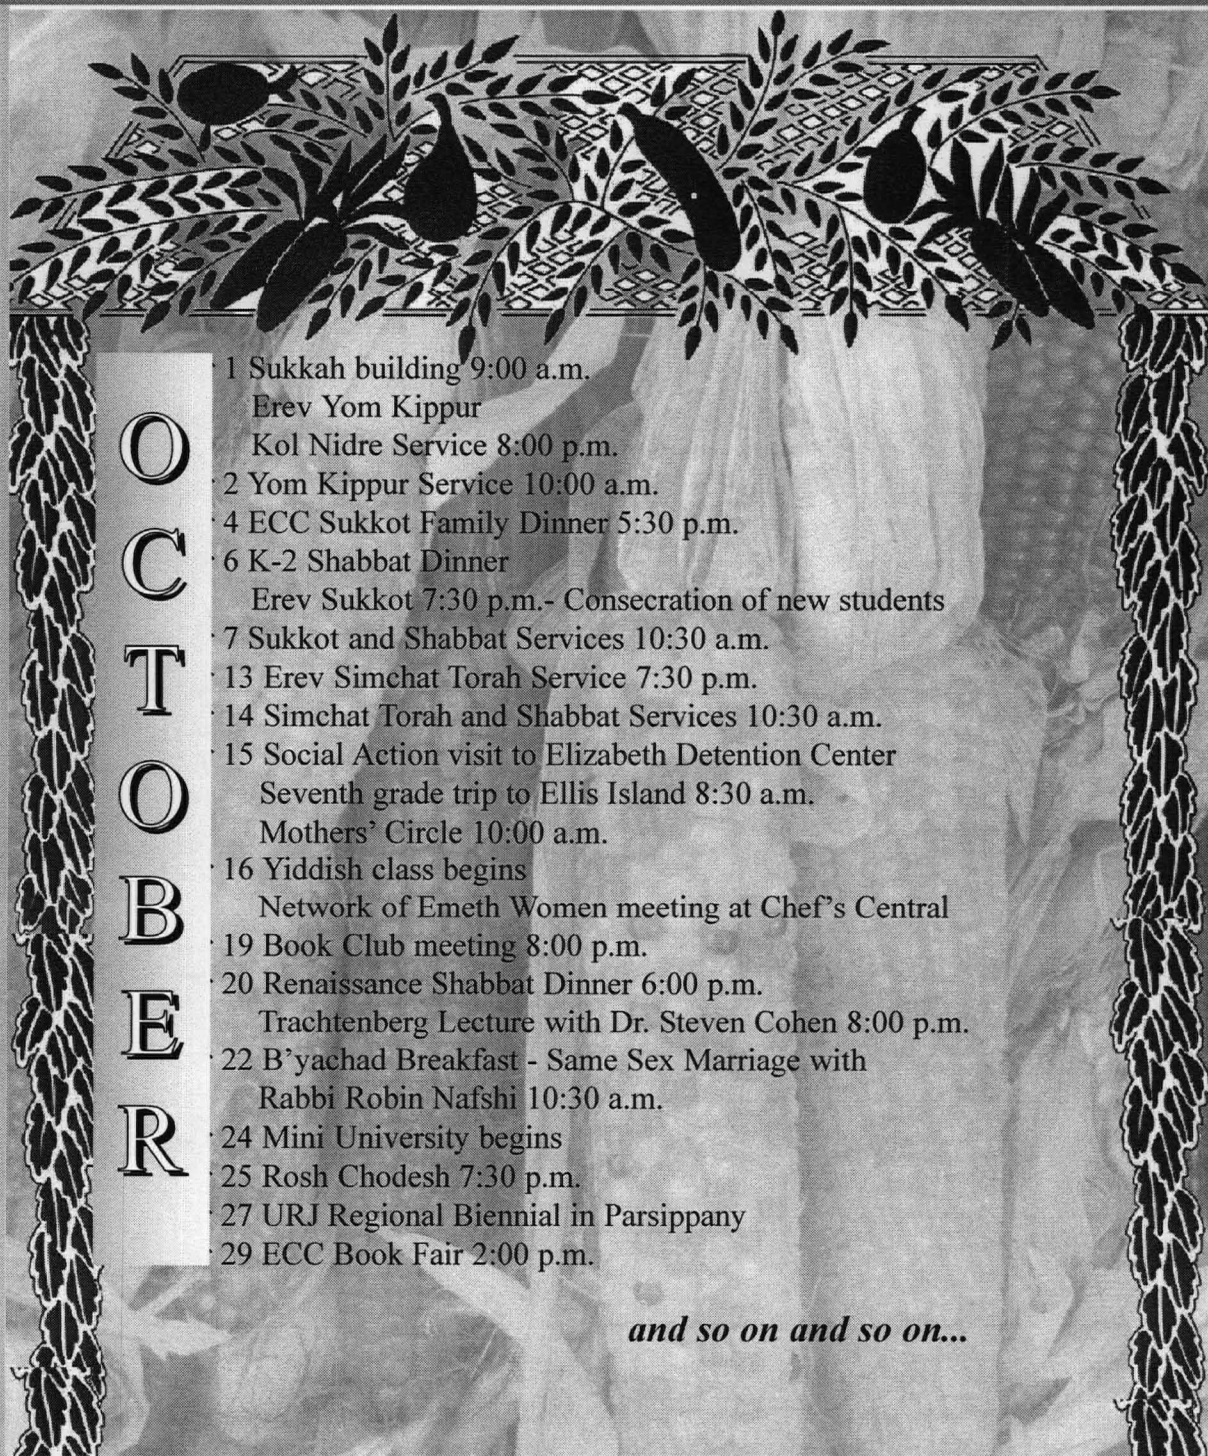 OCTOBER
1 Sukkah building 9:00 a.m.
Erev Yom Kippur
Kol Nidre Service 8:00 p.m.
2 Yom Kippur Service 10:00 a.m.
4 ECC Sukkot Family Dinner 5:30 p.m.
6 K-2 Shabbat Dinner
Erev Sukkot 7:30 p.m.- Consecration of new students
7 Sukkot and Shabbat Services 10:30 a.m.
13 Erev Simchat Torah Service 7:30 p.m.
14 Simchat Torah and Shabbat Services 10:30 a.m.
15 Social Action visit to Elizabeth Detention Center
Seventh grade trip to Ellis Island 8:30 a.m.
Mothers’ Circle 10:00 a.m.
16 Yiddish class begins
Network of Emeth Women meeting at Chef’s Central
19 Book Club meeting 8:00 p.m.
20 Renaissance Shabbat Dinner 6:00 p.m.
Trachtenberg Lecture with Dr. Steven Cohen 8:00 p.m.
22 B’yachad Breakfast - Same Sex Marriage with
Rabbi Robin Nafshi 10:30 a.m.
24 Mini University begins
25 Rosh Chodesh 7:30 p.m.
27 URJ Regional Biennial in Parsippany
29 ECC Book Fair 2:00 p.m.
and so on and so on...